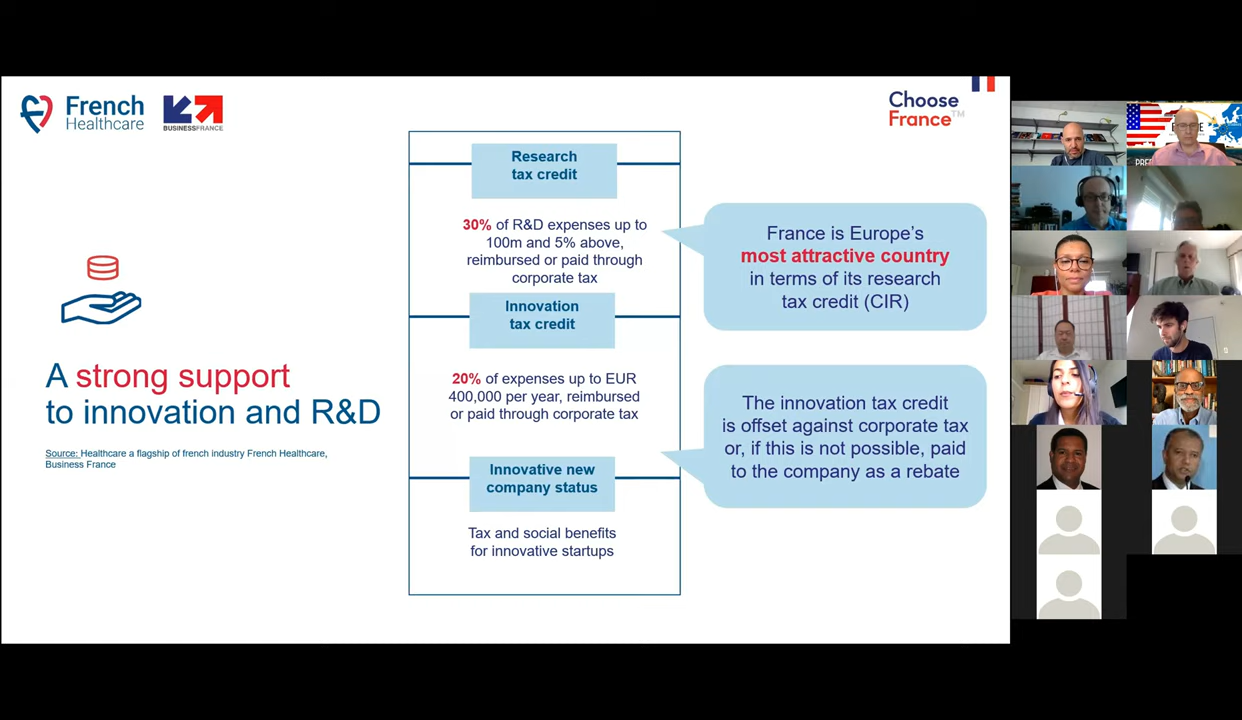 French
Healthcare
BUSINESSFRANCE
Choose
France™
A strong support
to innovation and R&D
Source: Healthcare a flagship of french industry French Healthcare,
Business France
Research
tax credit
30% of R&D expenses up to
100m and 5% above,
reimbursed or paid through
corporate tax
Innovation
tax credit
20% of expenses up to EUR
400,000 per year, reimbursed
or paid through corporate tax
Innovative new
company status
Tax and social benefits
for innovative startups
France is Europe's
most attractive country
in terms of its research
tax credit (CIR)
The innovation tax credit
is offset against corporate tax
or, if this is not possible, paid
to the company as a rebate